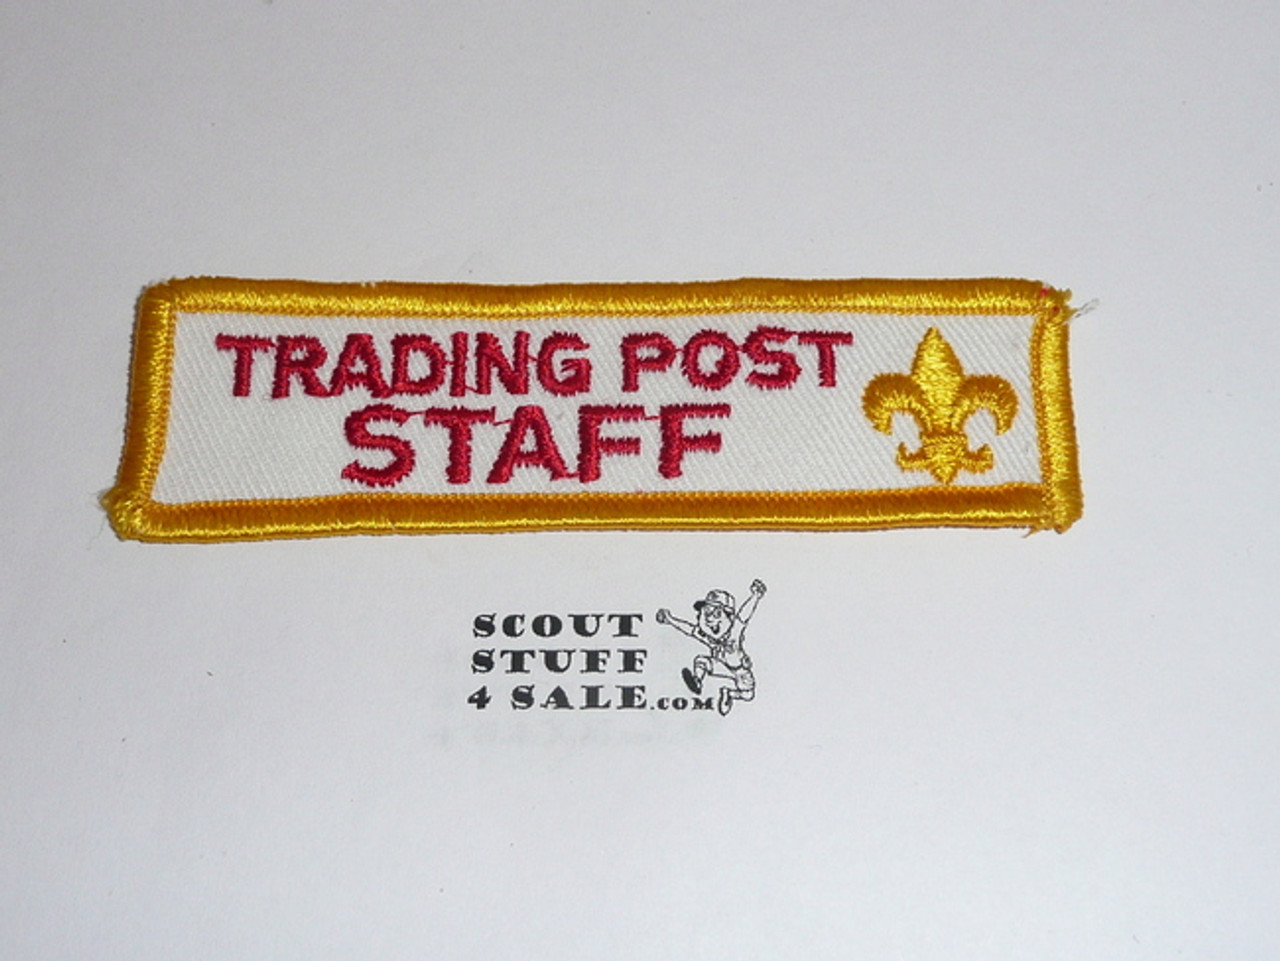 TRADING POST
STAFF
SCOUT
STUFF
4 SALE.COM